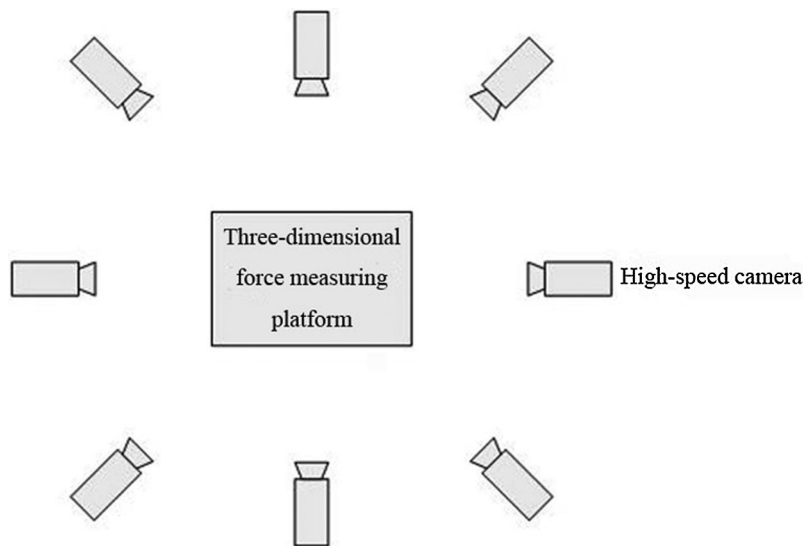 Three-dimensional
force measuring
platform
High-speed camera